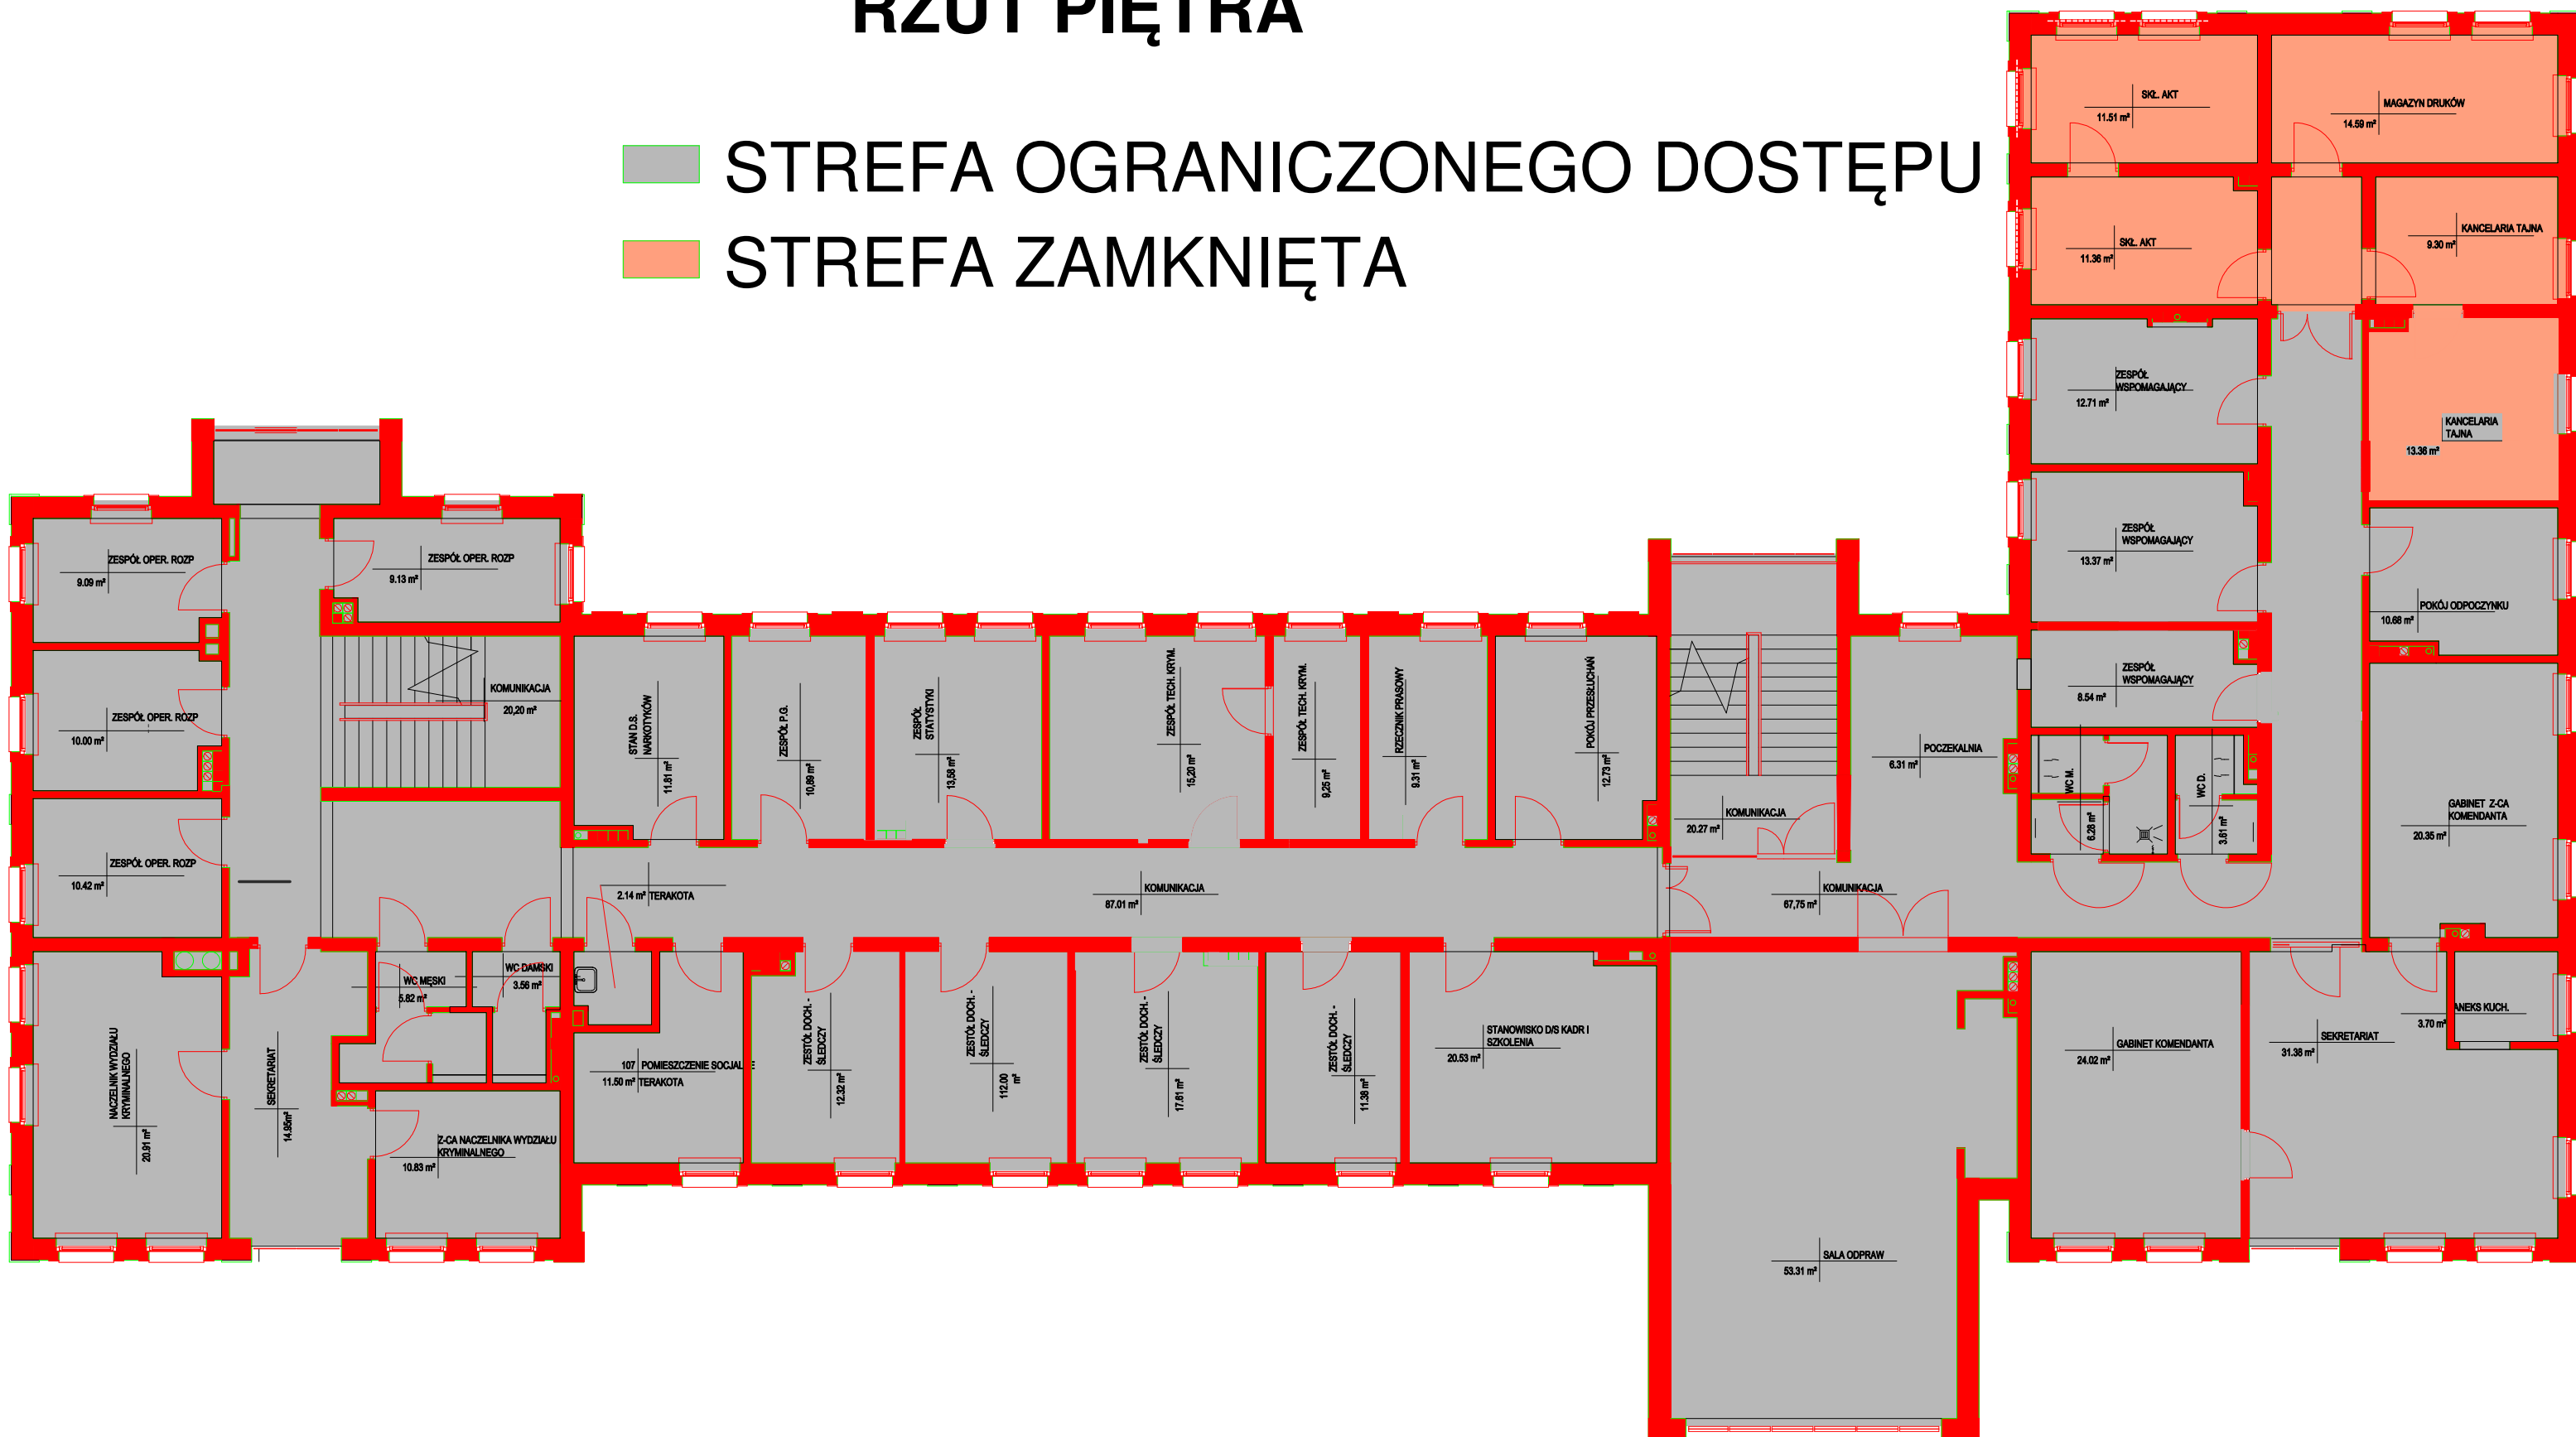 RZUT PIĘTRA
STREFA OGRANICZONEGO DOSTĘPU
STREFA ZAMKNIĘTA
SKŁ. AKT
11.51 m²
MAGAZYN DRUKÓW
14.59 m²
SKŁ. AKT
11.36 m²
KANCELARIA TAJNA
9.30 m²
ZESPÓŁ
WSPOMAGAJĄCY
12.71 m²
KANCELARIA
TAJNA
13.36 m²
ZESPÓŁ
WSPOMAGAJĄCY
13.37 m²
POKÓJ ODPOCZYNKU
10.68 m²
ZESPÓŁ
WSPOMAGAJĄCY
8.54 m²
ZESPÓŁ OPER. ROZP
9.09 m²
ZESPÓŁ OPER. ROZP
9.13 m²
ZESPÓŁ OPER. ROZP
10.00 m²
KOMUNIKACJA
20,20 m²
ZESPÓŁ OPER. ROZP
10.42 m²
STAN D.S.
NARKOTYKÓW
11.81 m²
ZESPÓŁ P.G.
10,89 m²
ZESPÓŁ
STATYSTYKI
13,58 m²
ZESPÓŁ TECH. KRYM.
15,20 m²
ZESPÓŁ TECH. KRYM.
9,25 m²
RZECZNIK PRASOWY
9.31 m²
POKÓJ PRZESŁUCHAŃ
12.73 m²
KOMUNIKACJA
20.27 m²
POCZEKALNIA
6.31 m²
WC M.
6.28 m²
WC D.
3.61 m²
GABINET Z-CA
KOMENDANTA
20.35 m²
2.14 m² TERAKOTA
KOMUNIKACJA
87.01 m²
KOMUNIKACJA
67,75 m²
NACZELNIK WYDZIAŁU
KRYMINALNEGO
20.91 m²
SEKRETARIAT
14.95m²
WC MĘSKI
5.82 m²
WC DAMSKI
3.56 m²
Z-CA NACZELNIKA WYDZIAŁU
KRYMINALNEGO
10.83 m²
107 POMIESZCZENIE SOCJAL E
11.50 m² TERAKOTA
ZESTÓŁ DOCH. -
ŚLEDCZY
12.32 m²
ZESTÓŁ DOCH. -
ŚLEDCZY
112.00
m²
ZESTÓŁ DOCH. -
ŚLEDCZY
17.61 m²
ZESTÓŁ DOCH. -
ŚLEDCZY
11.38 m²
STANOWISKO D/S KADR I
SZKOLENIA
20.53 m²
SALA ODPRAW
53.31 m²
GABINET KOMENDANTA
24.02 m²
SEKRETARIAT
31.38 m²
ANEKS KUCH.
3.70 m²